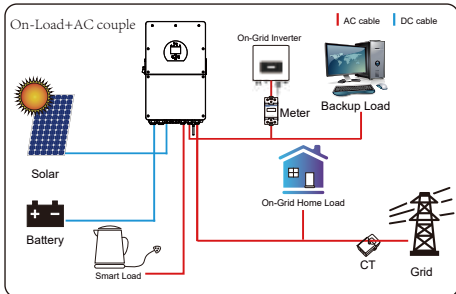 On-Load+AC couple
AC cable
DC cable
On-Grid Inverter
Meter
Backup Load
Solar
On-Grid Home Load
Battery
Smart Load
CT
Grid